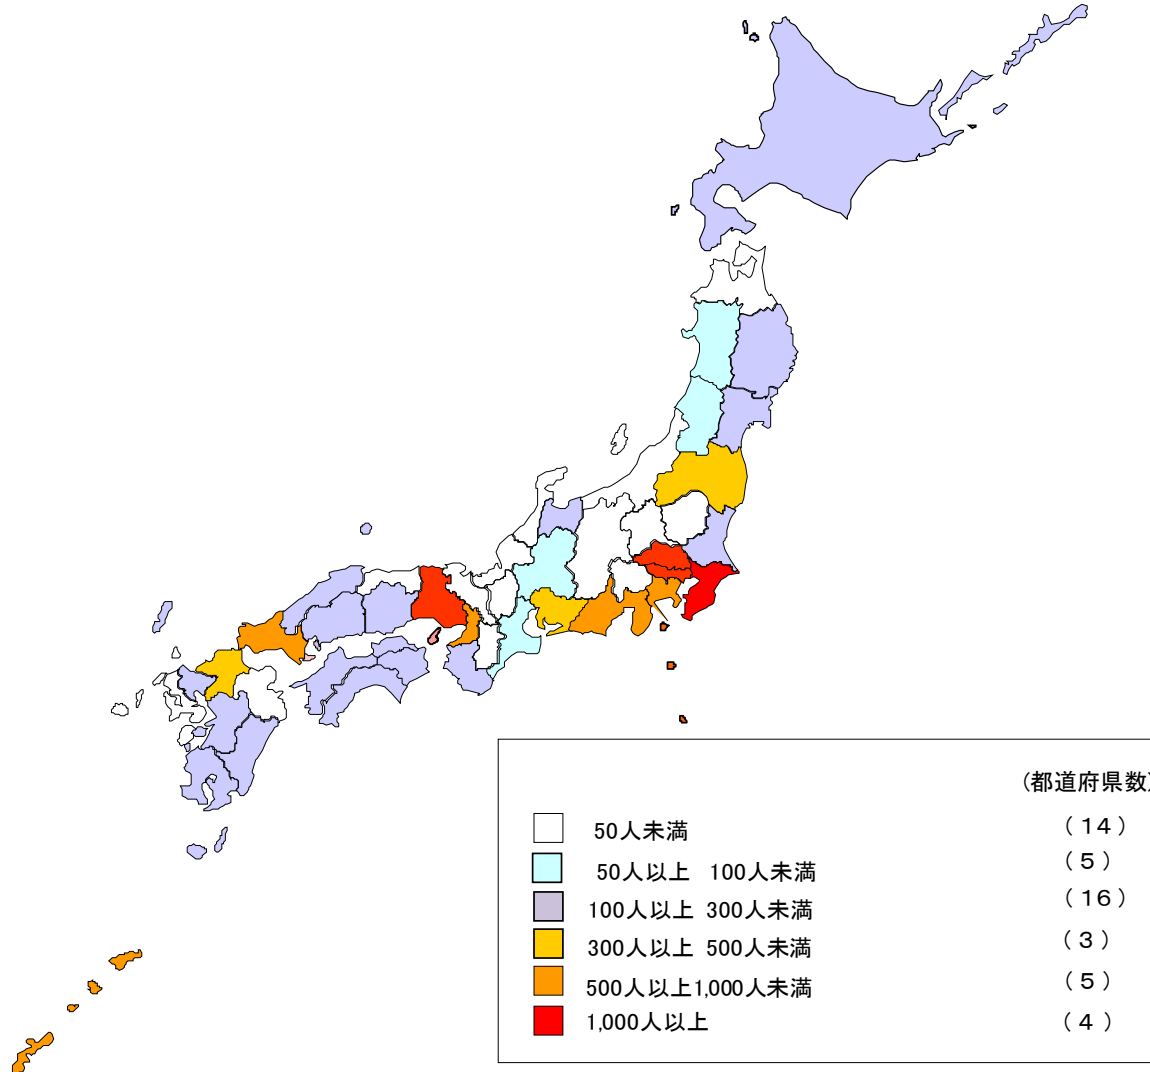 (都道府県数)
50人未満 (14)
50人以上 100人未満 (5)
100人以上 300人未満 (16)
300人以上 500人未満 (3)
500人以上1,000人未満 (5)
1,000人以上 (4)